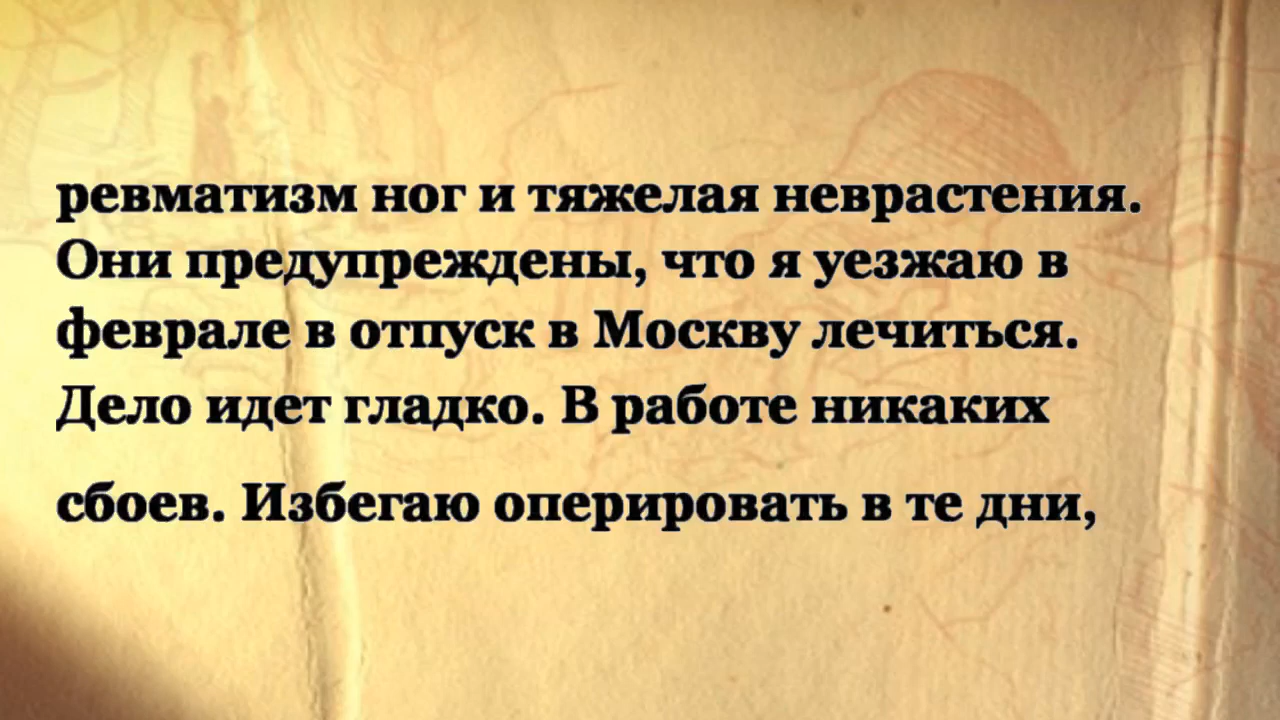 ревматизм ног и тяжелая неврастения.
Они предупреждены, что я уезжаю в
феврале в отпуск в Москву лечиться.
Дело идет гладко. В работе никаких
сбоев. Избегаю оперировать в те дни,